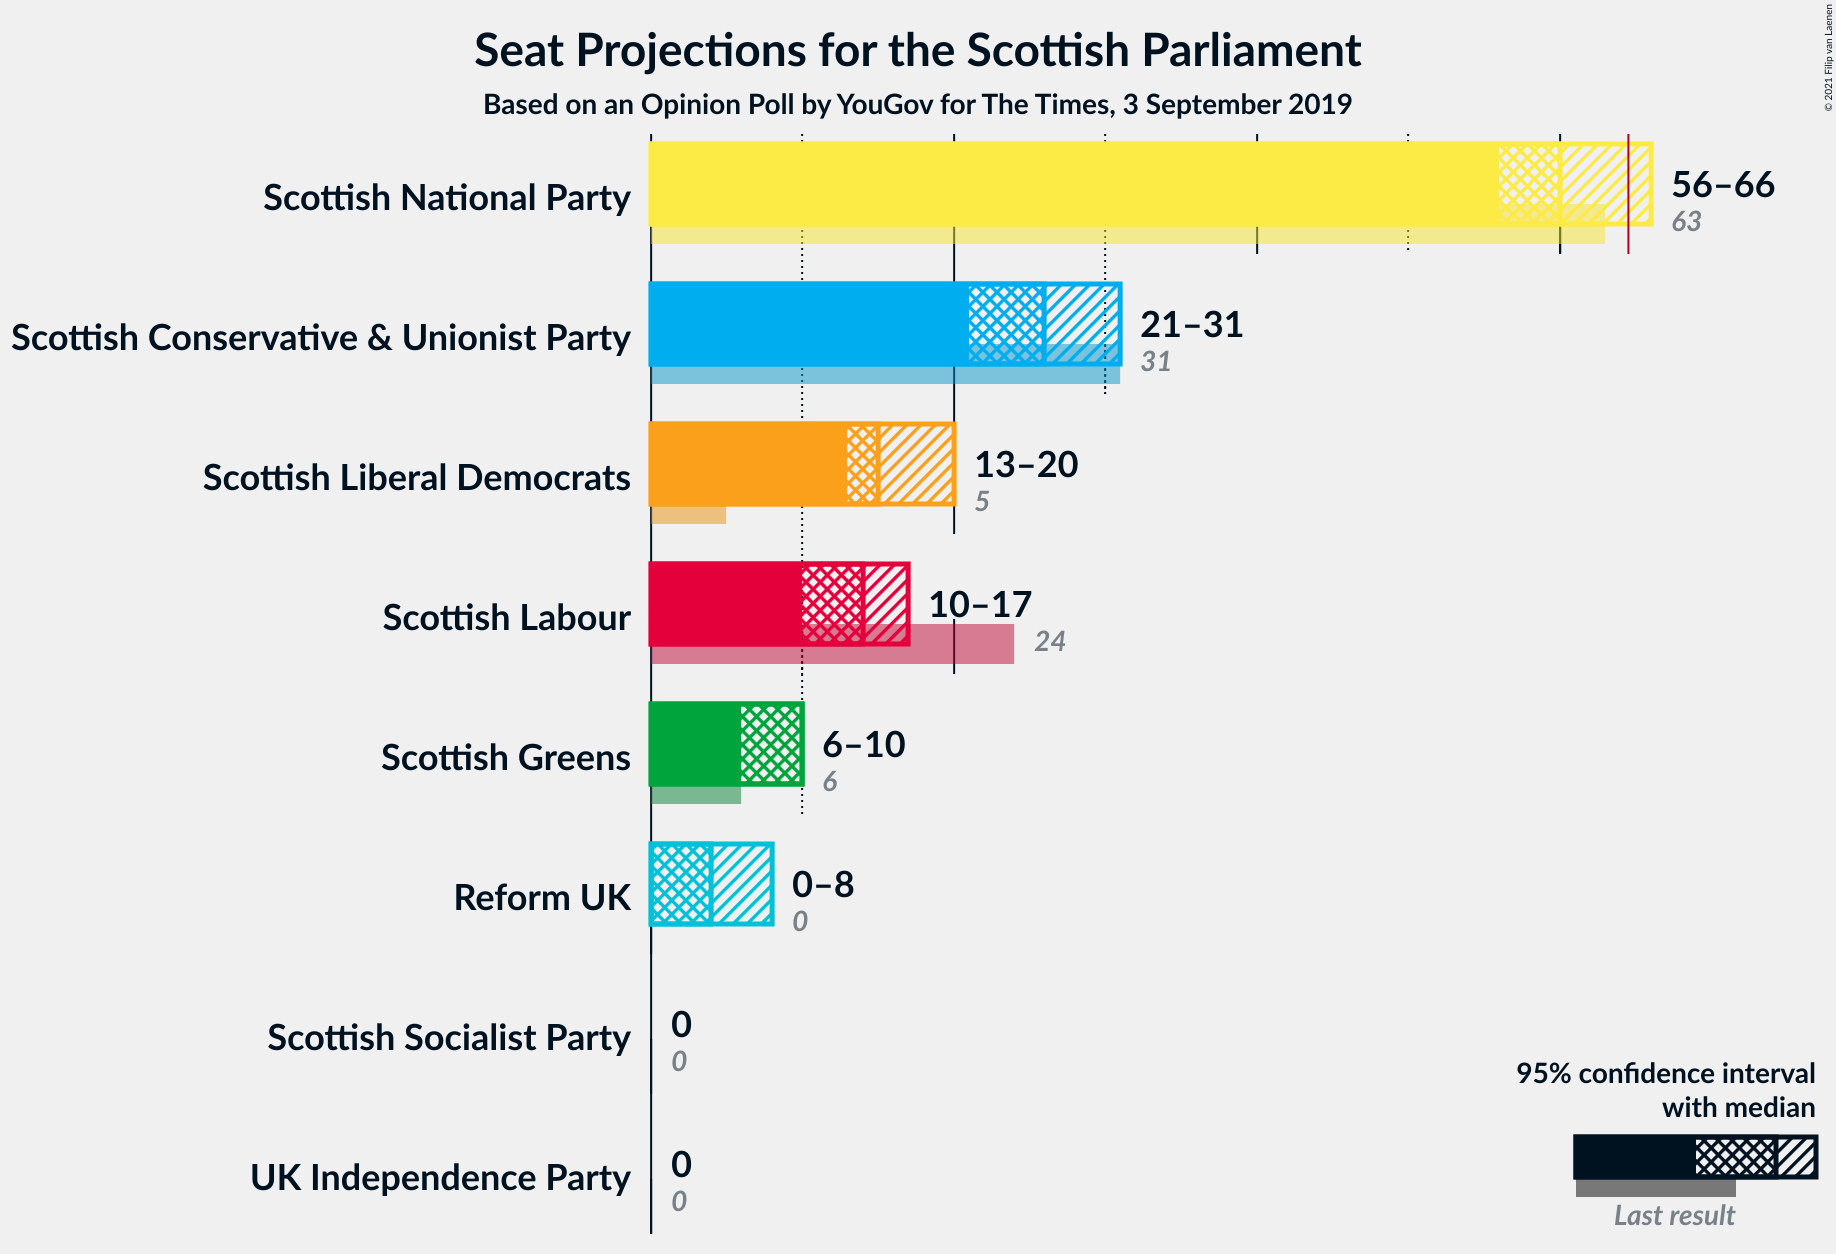 Seat Projections for the Scottish Parliament
Based on an Opinion Poll by YouGov for The Times, 3 September 2019
© 2021 Filip van Laenen
Scottish National Party
56–66
63
Scottish Conservative & Unionist Party
21–31
31
Scottish Liberal Democrats
13–20
5
Scottish Labour
10–17
24
Scottish Greens
6–10
6
Reform UK
0–8
0
Scottish Socialist Party
0
0
UK Independence Party
0
0
95% confidence interval
with median
Last result